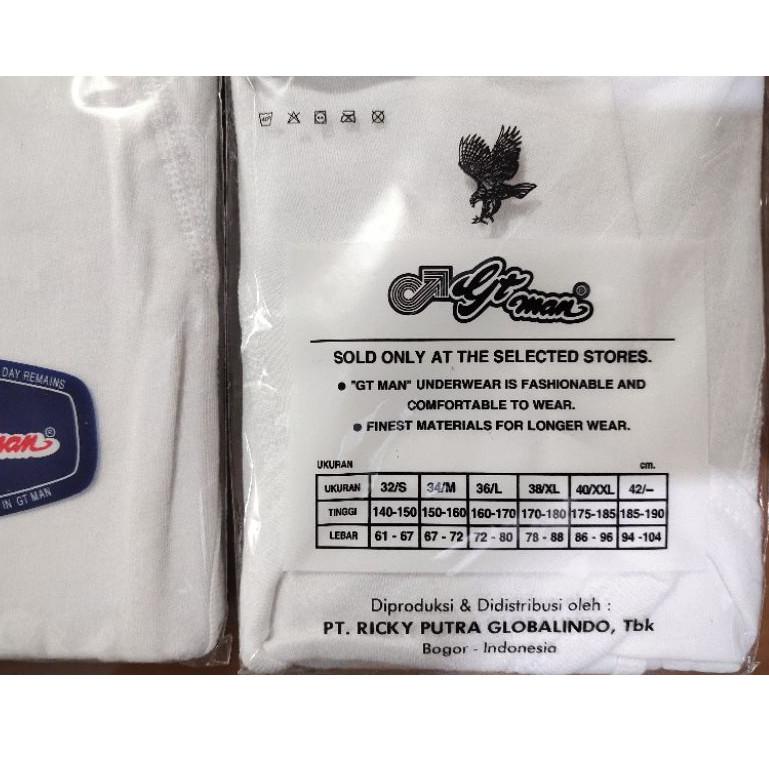 DAY REMAINS
man®
IN GT MAN
Gt man®
SOLD ONLY AT THE SELECTED STORES.
● "GT MAN" UNDERWEAR IS FASHIONABLE AND
COMFORTABLE TO WEAR.
● FINEST MATERIALS FOR LONGER WEAR.
UKURAN cm.
UKURAN 32/S 34/M 36/L 38/XL 40/XXL 42/–
TINGGI 140-150 150-160 160-170 170-180 175-185 185-190
LEBAR 61 - 67 67 - 72 72 - 80 78 - 88 86 - 96 94 -104
Diproduksi & Didistribusi oleh :
PT. RICKY PUTRA GLOBALINDO, Tbk
Bogor - Indonesia